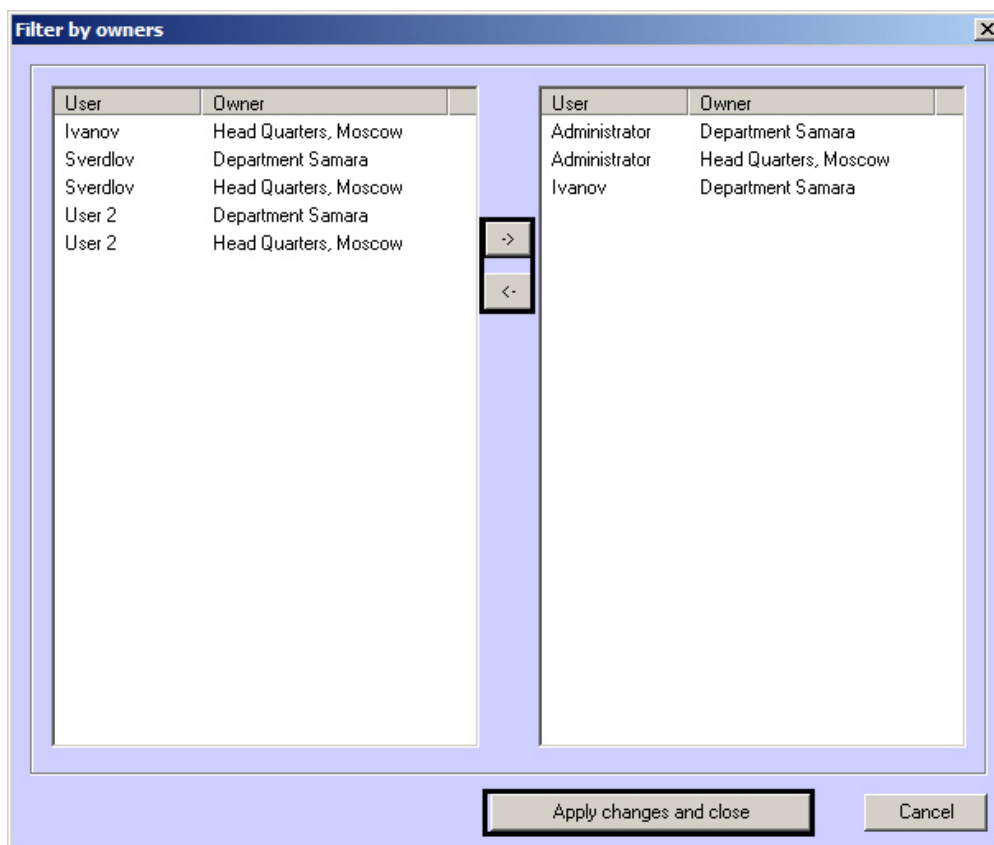 Filter by owners
User Owner
Ivanov Head Quarters, Moscow
Sverdlov Department Samara
Sverdlov Head Quarters, Moscow
User 2 Department Samara
User 2 Head Quarters, Moscow
->
<-
User Owner
Administrator Department Samara
Administrator Head Quarters, Moscow
Ivanov Department Samara
Apply changes and close
Cancel